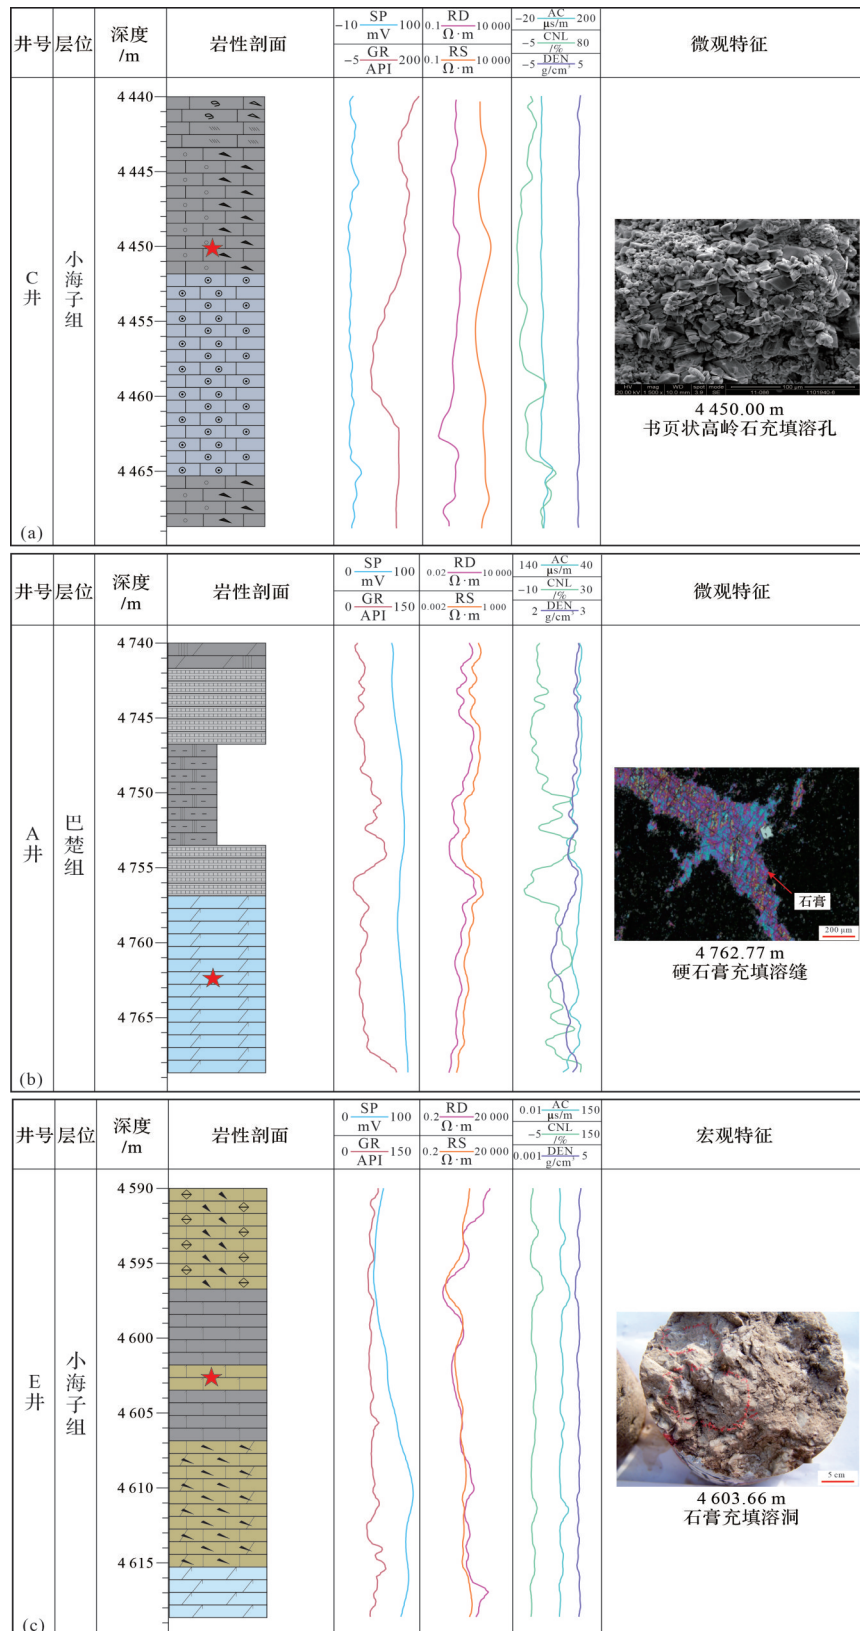 井号 层位 深度/m 岩性剖面 微观特征
−10 SP mV 100
−5 GR API 200
0.1 RD Ω·m 10 000
0.1 RS Ω·m 10 000
−20 AC μs/m 200
−5 CNL /% 80
−5 DEN g/cm³ 5
C井 小海子组
4 440
4 445
4 450
4 455
4 460
4 465
4 450.00 m
书页状高岭石充填溶孔
(a)
井号 层位 深度/m 岩性剖面 微观特征
0 SP mV 100
0 GR API 150
0.02 RD Ω·m 10 000
0.002 RS Ω·m 1 000
140 AC μs/m 40
−10 CNL /% 30
2 DEN g/cm³ 3
A井 巴楚组
4 740
4 745
4 750
4 755
4 760
4 765
石膏
200 μm
4 762.77 m
硬石膏充填溶缝
(b)
井号 层位 深度/m 岩性剖面 宏观特征
0 SP mV 100
0 GR API 150
0.2 RD Ω·m 20 000
0.2 RS Ω·m 20 000
0.01 AC μs/m 150
−5 CNL /% 150
0.001 DEN g/cm³ 5
E井 小海子组
4 590
4 595
4 600
4 605
4 610
4 615
5 cm
4 603.66 m
石膏充填溶洞
(c)